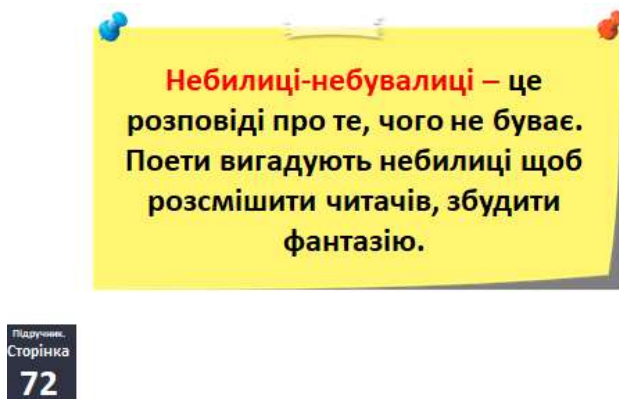 Небилиці-небувалиці – це
розповіді про те, чого не буває.
Поети вигадують небилиці щоб
розсмішити читачів, збудити
фантазію.
Підручник.
Сторінка
72